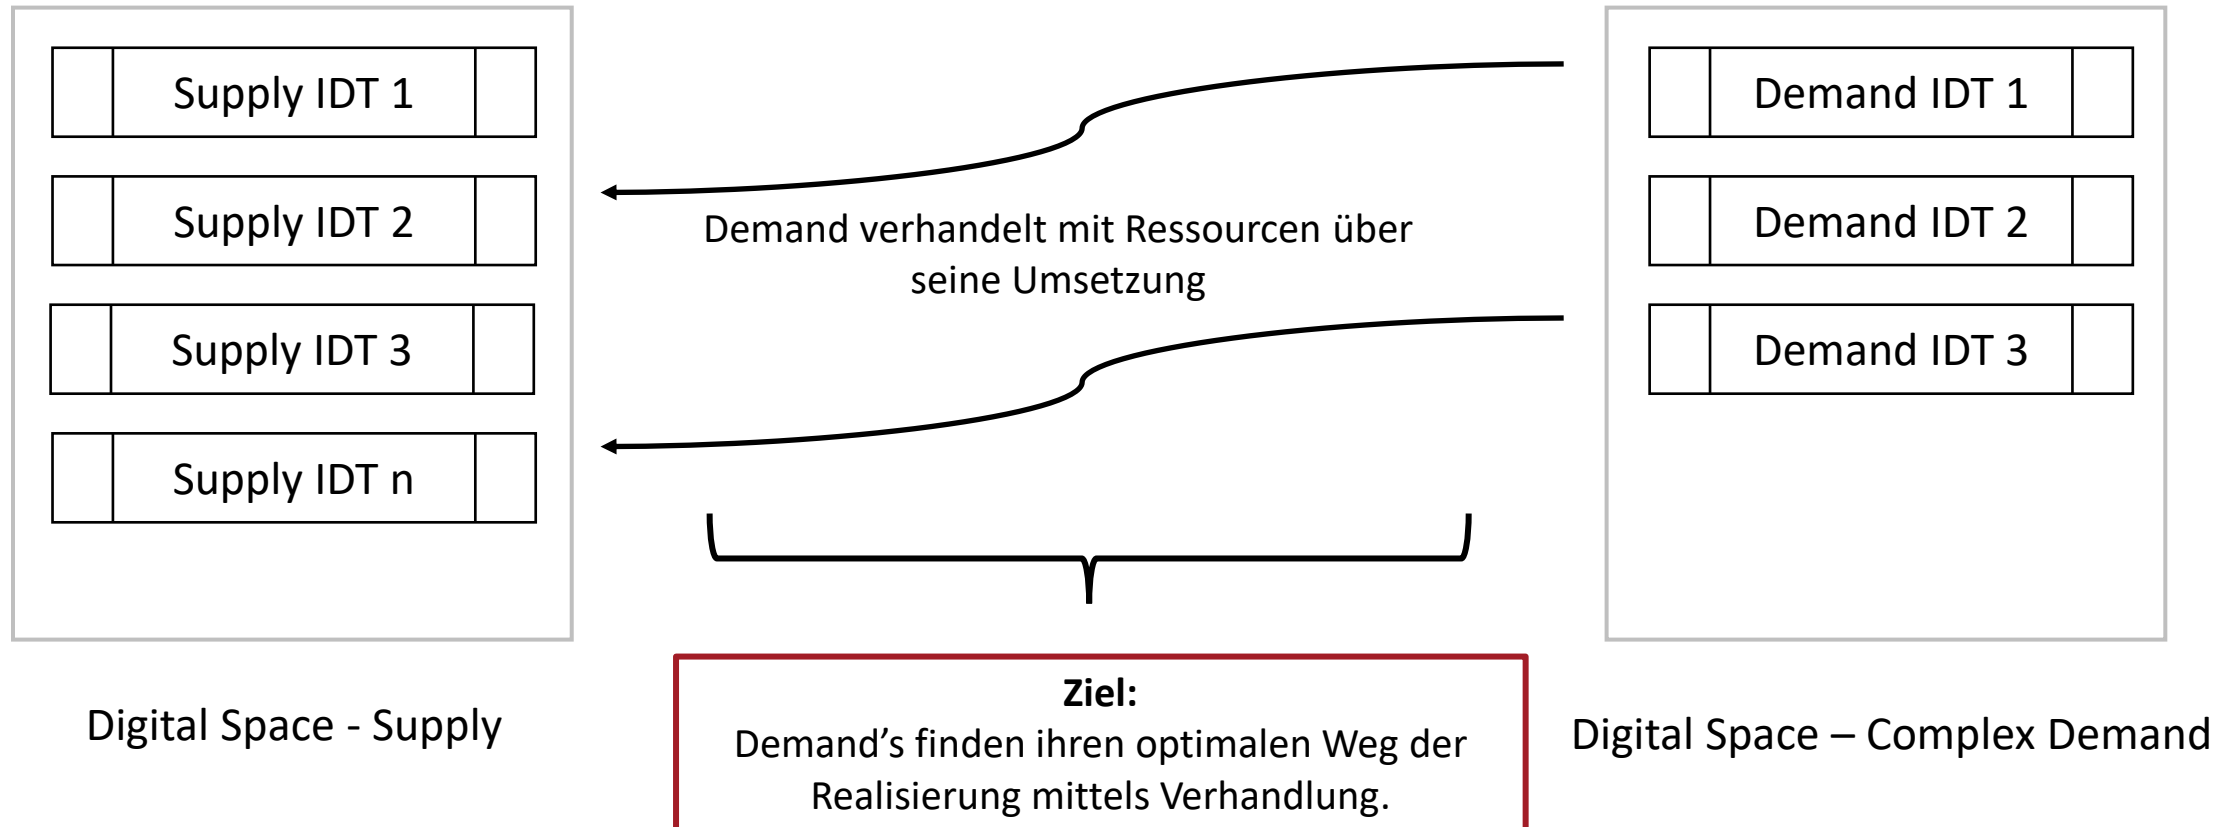 Supply IDT 1
Supply IDT 2
Supply IDT 3
Supply IDT n
Digital Space - Supply
Demand verhandelt mit Ressourcen über
seine Umsetzung
Ziel:
Demand’s finden ihren optimalen Weg der
Realisierung mittels Verhandlung.
Demand IDT 1
Demand IDT 2
Demand IDT 3
Digital Space – Complex Demand